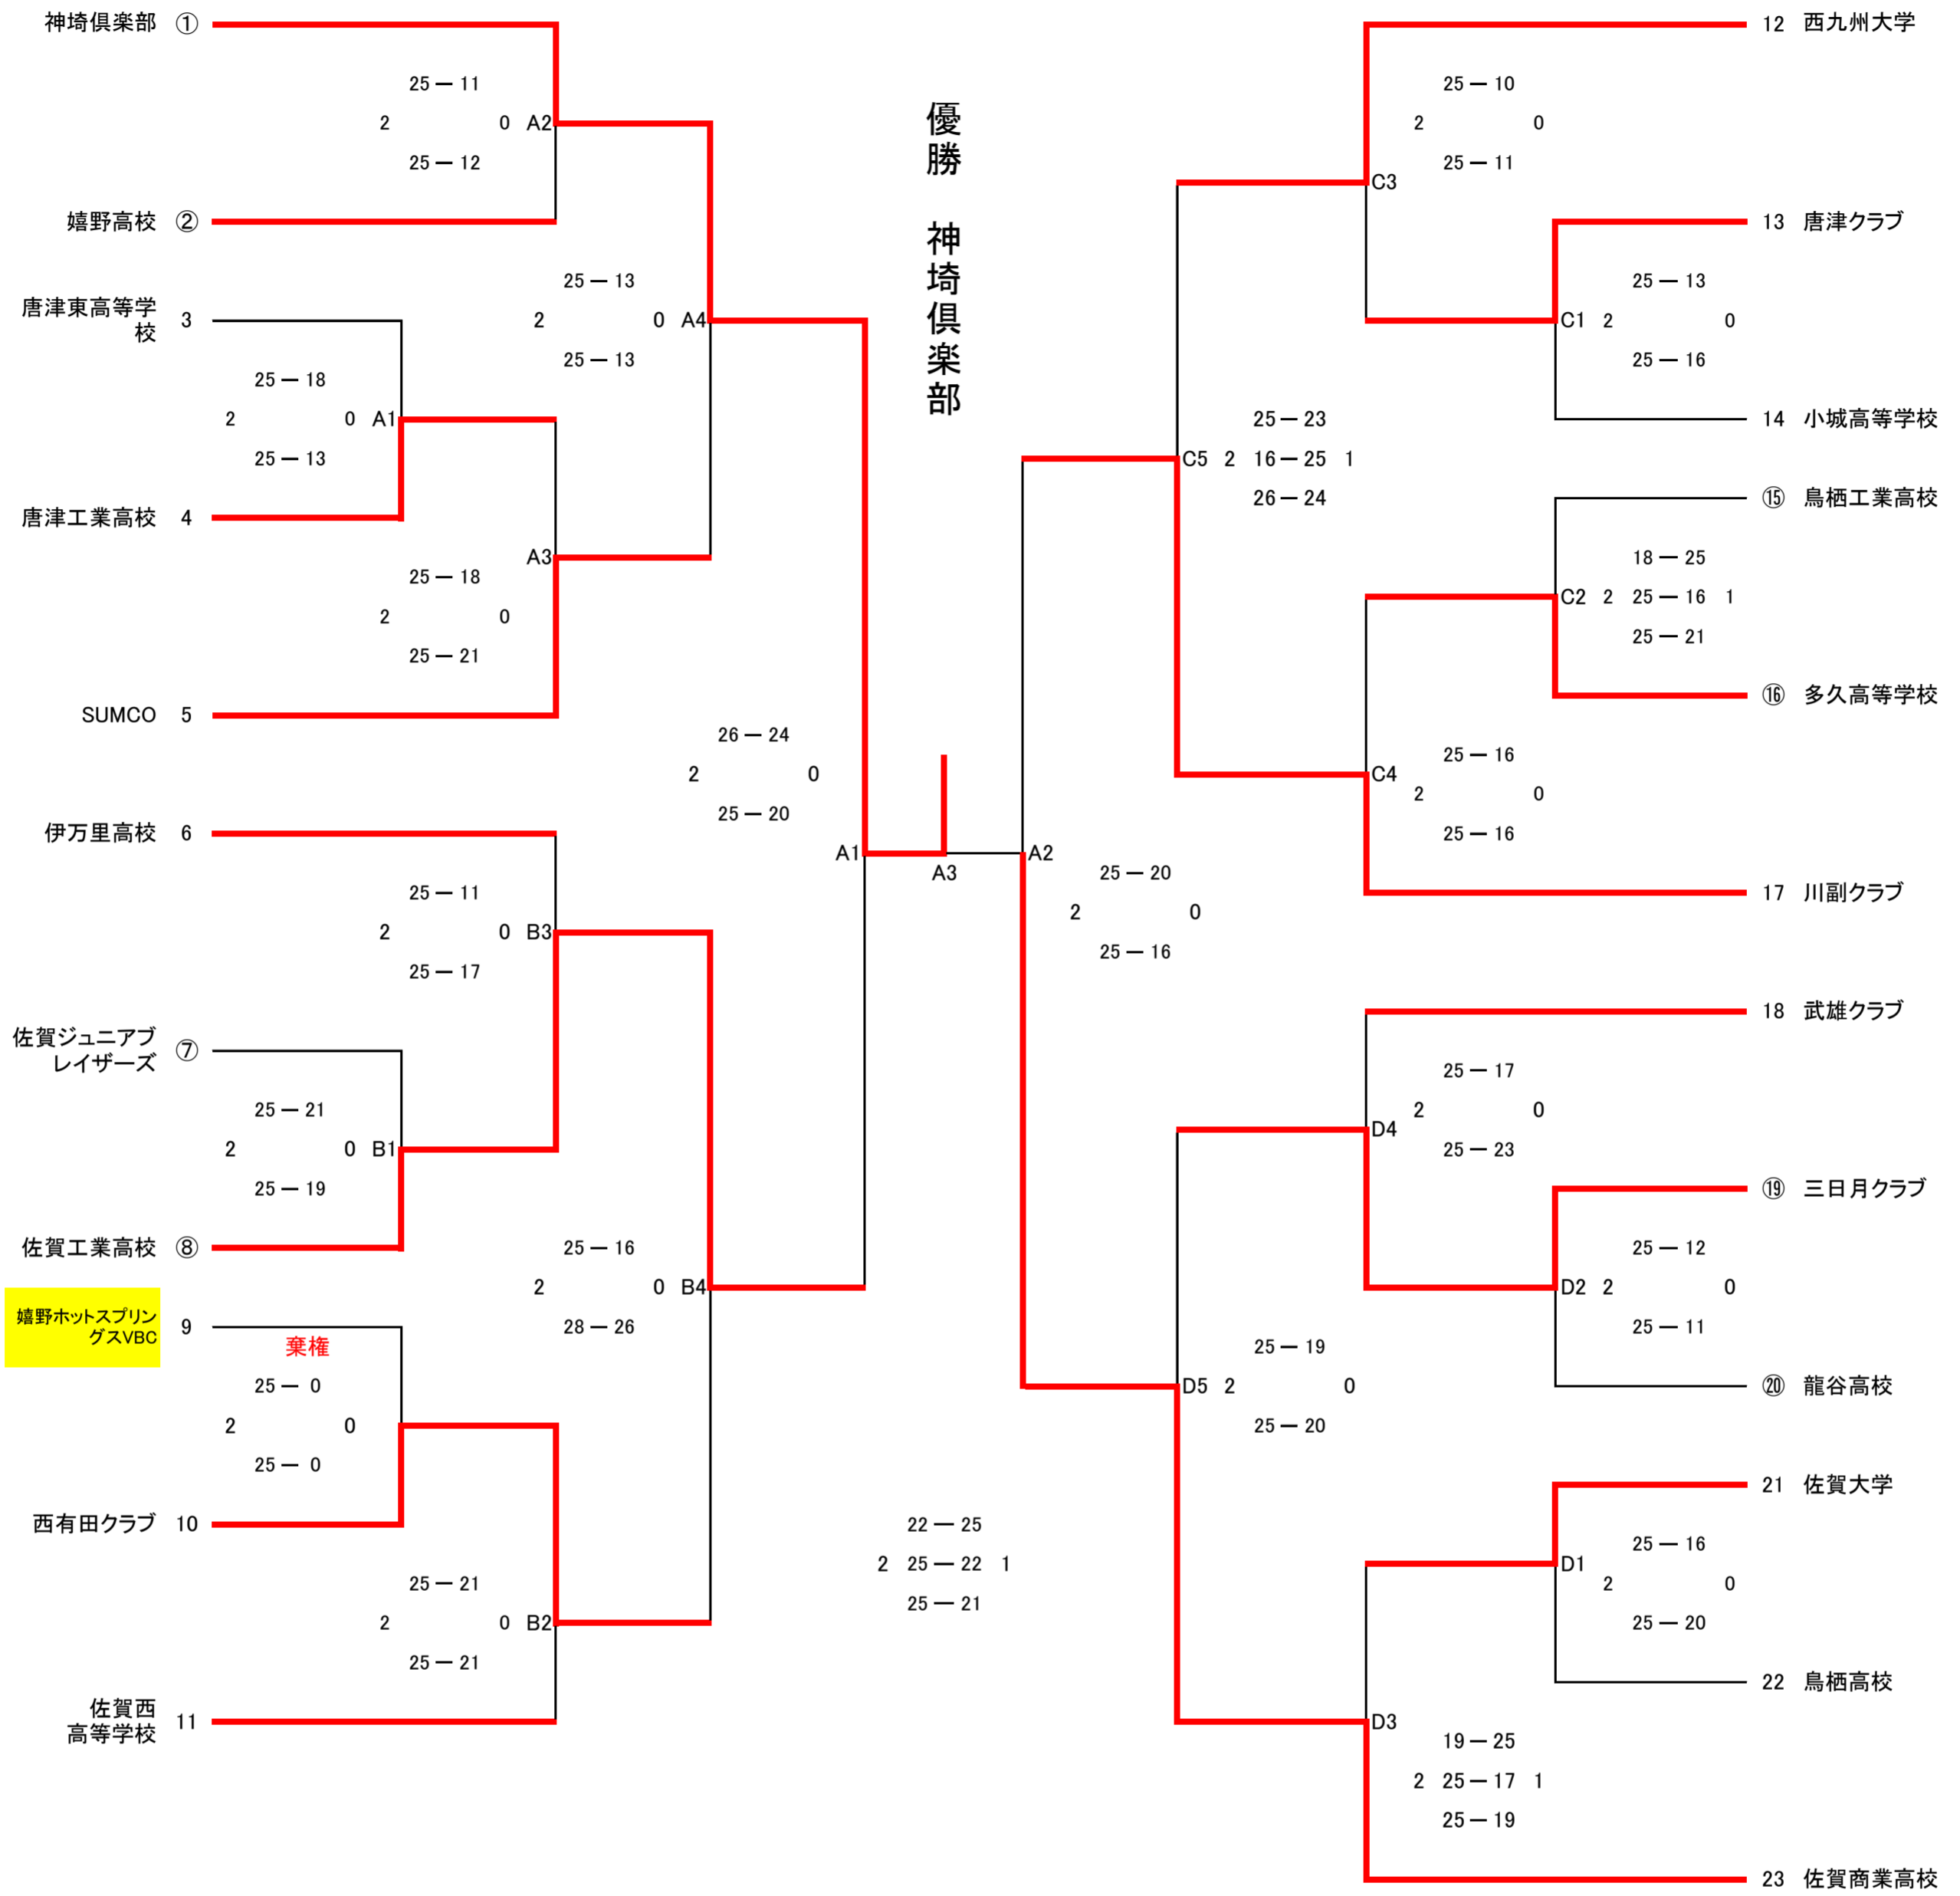 神埼倶楽部 ①
25 ー 11
2 0 A2
25 ー 12
嬉野高校 ②
唐津東高等学
校
3
25 ー 18
2 0 A1
25 ー 13
唐津工業高校 4
25 ー 13
2 0 A4
25 ー 13
A3
25 ー 18
2 0
25 ー 21
SUMCO 5
26 ー 24
2 0
25 ー 20
伊万里高校 6
25 ー 11
2 0 B3
25 ー 17
佐賀ジュニアブ
レイザーズ
⑦
25 ー 21
2 0 B1
25 ー 19
佐賀工業高校 ⑧
25 ー 16
2 0 B4
28 ー 26
嬉野ホットスプリン
グスVBC
9
棄権
25 ー 0
2 0
25 ー 0
西有田クラブ 10
25 ー 21
2 0 B2
25 ー 21
佐賀西
高等学校
11
優勝 神埼倶楽部
A1
A3
A2
22 ー 25
2 25 ー 22 1
25 ー 21
12 西九州大学
25 ー 10
2 0
25 ー 11
C3
13 唐津クラブ
25 ー 13
C1 2 0
25 ー 16
14 小城高等学校
25 ー 23
C5 2 16 ー 25 1
26 ー 24
⑮ 鳥栖工業高校
18 ー 25
C2 2 25 ー 16 1
25 ー 21
⑯ 多久高等学校
25 ー 16
C4
2 0
25 ー 16
17 川副クラブ
25 ー 20
2 0
25 ー 16
18 武雄クラブ
25 ー 17
2 0
D4
25 ー 23
⑲ 三日月クラブ
25 ー 12
D2 2 0
25 ー 11
⑳ 龍谷高校
25 ー 19
D5 2 0
25 ー 20
21 佐賀大学
25 ー 16
D1
2 0
25 ー 20
22 鳥栖高校
D3
19 ー 25
2 25 ー 17 1
25 ー 19
23 佐賀商業高校